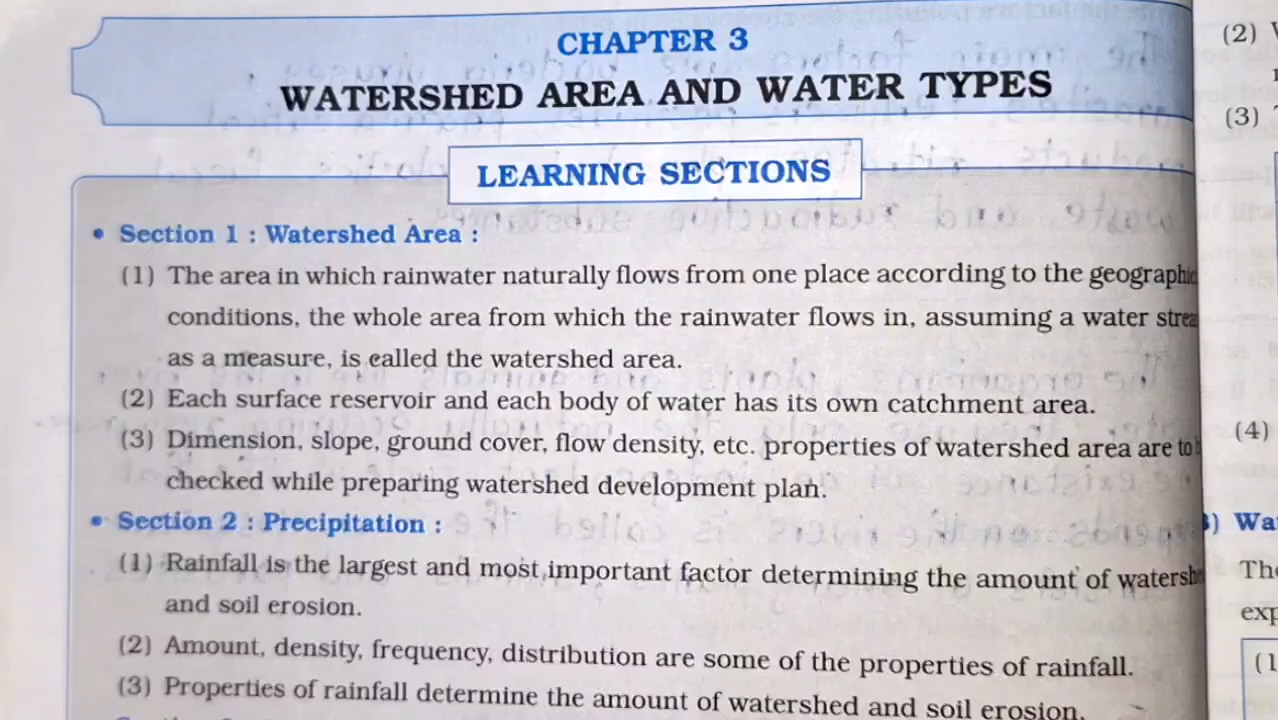 CHAPTER 3
WATERSHED AREA AND WATER TYPES
LEARNING SECTIONS
• Section 1 : Watershed Area :
(1) The area in which rainwater naturally flows from one place according to the
conditions, the whole area from which the rainwater flows in, assuming a water
as a measure, is called the watershed area.
(2) Each surface reservoir and each body of water has its own catchment area.
(3) Dimension, slope, ground cover, flow density, etc. properties of watershed area are to
checked while preparing watershed development plan.
• Section 2 : Precipitation :
(1) Rainfall is the largest and most important factor determining the amount of
and soil erosion.
(2) Amount, density, frequency, distribution are some of the properties of rainfall.
(3) Properties of rainfall determine the amount of watershed and soil erosion.
(2)
(3)
(4)
(1